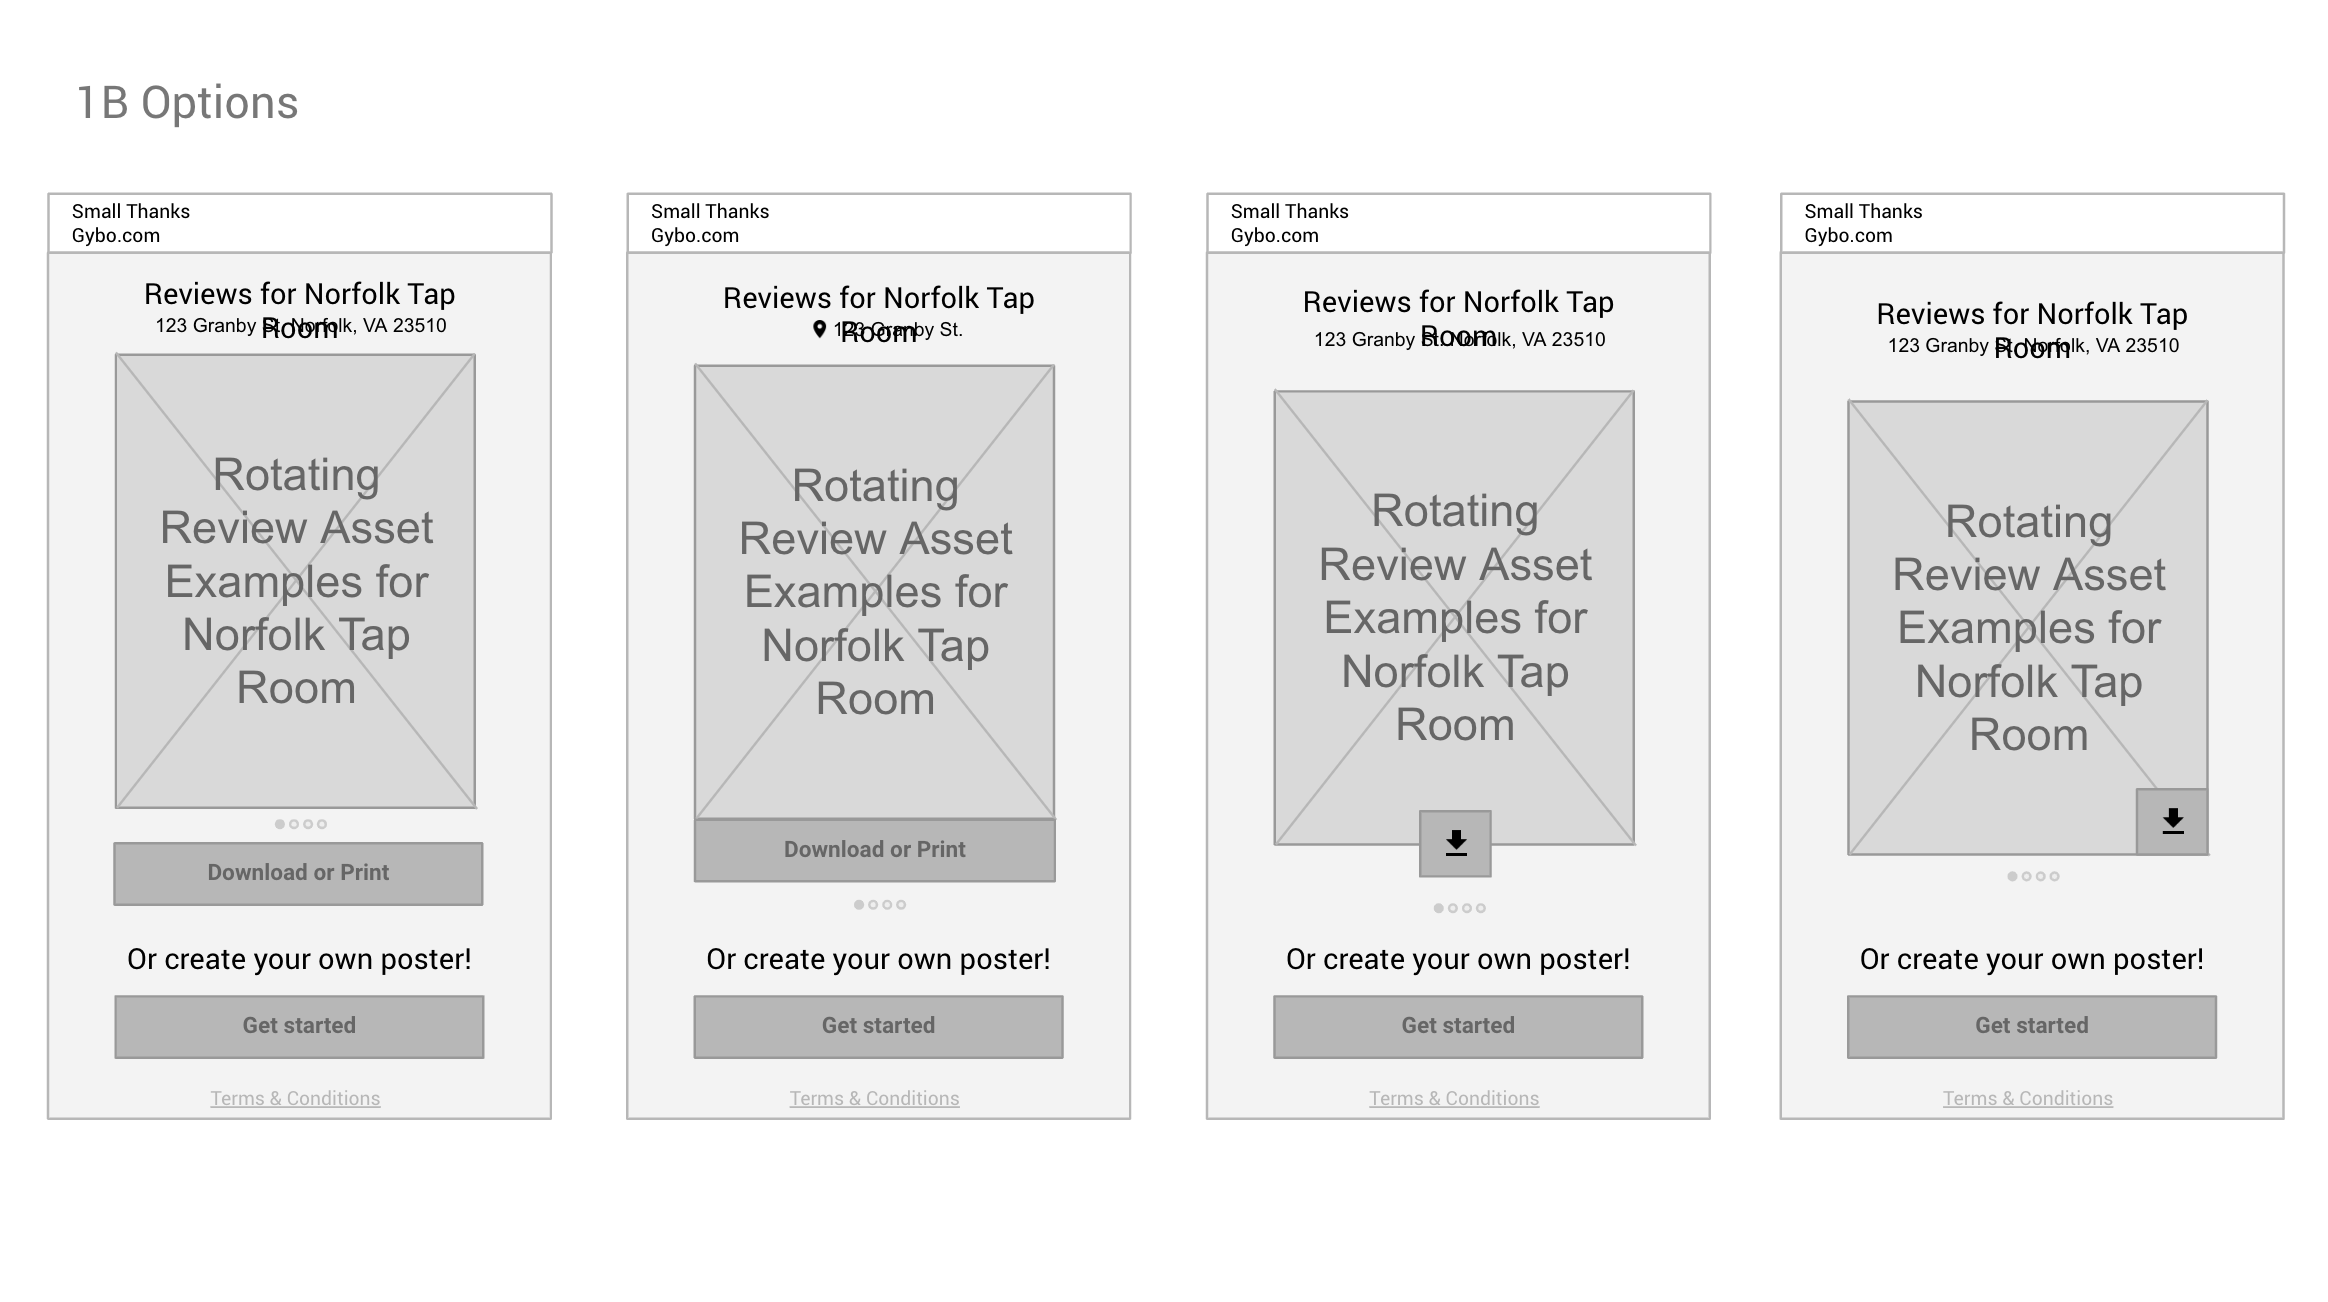 1B Options
Small Thanks
Gybo.com
Reviews for Norfolk Tap
Room
123 Granby St. Norfolk, VA 23510
Rotating
Review Asset
Examples for
Norfolk Tap
Room
Download or Print
Or create your own poster!
Get started
Terms & Conditions
Small Thanks
Gybo.com
Reviews for Norfolk Tap
Room
123 Granby St.
Rotating
Review Asset
Examples for
Norfolk Tap
Room
Download or Print
Or create your own poster!
Get started
Terms & Conditions
Small Thanks
Gybo.com
Reviews for Norfolk Tap
Room
123 Granby St. Norfolk, VA 23510
Rotating
Review Asset
Examples for
Norfolk Tap
Room
Or create your own poster!
Get started
Terms & Conditions
Small Thanks
Gybo.com
Reviews for Norfolk Tap
Room
123 Granby St. Norfolk, VA 23510
Rotating
Review Asset
Examples for
Norfolk Tap
Room
Or create your own poster!
Get started
Terms & Conditions